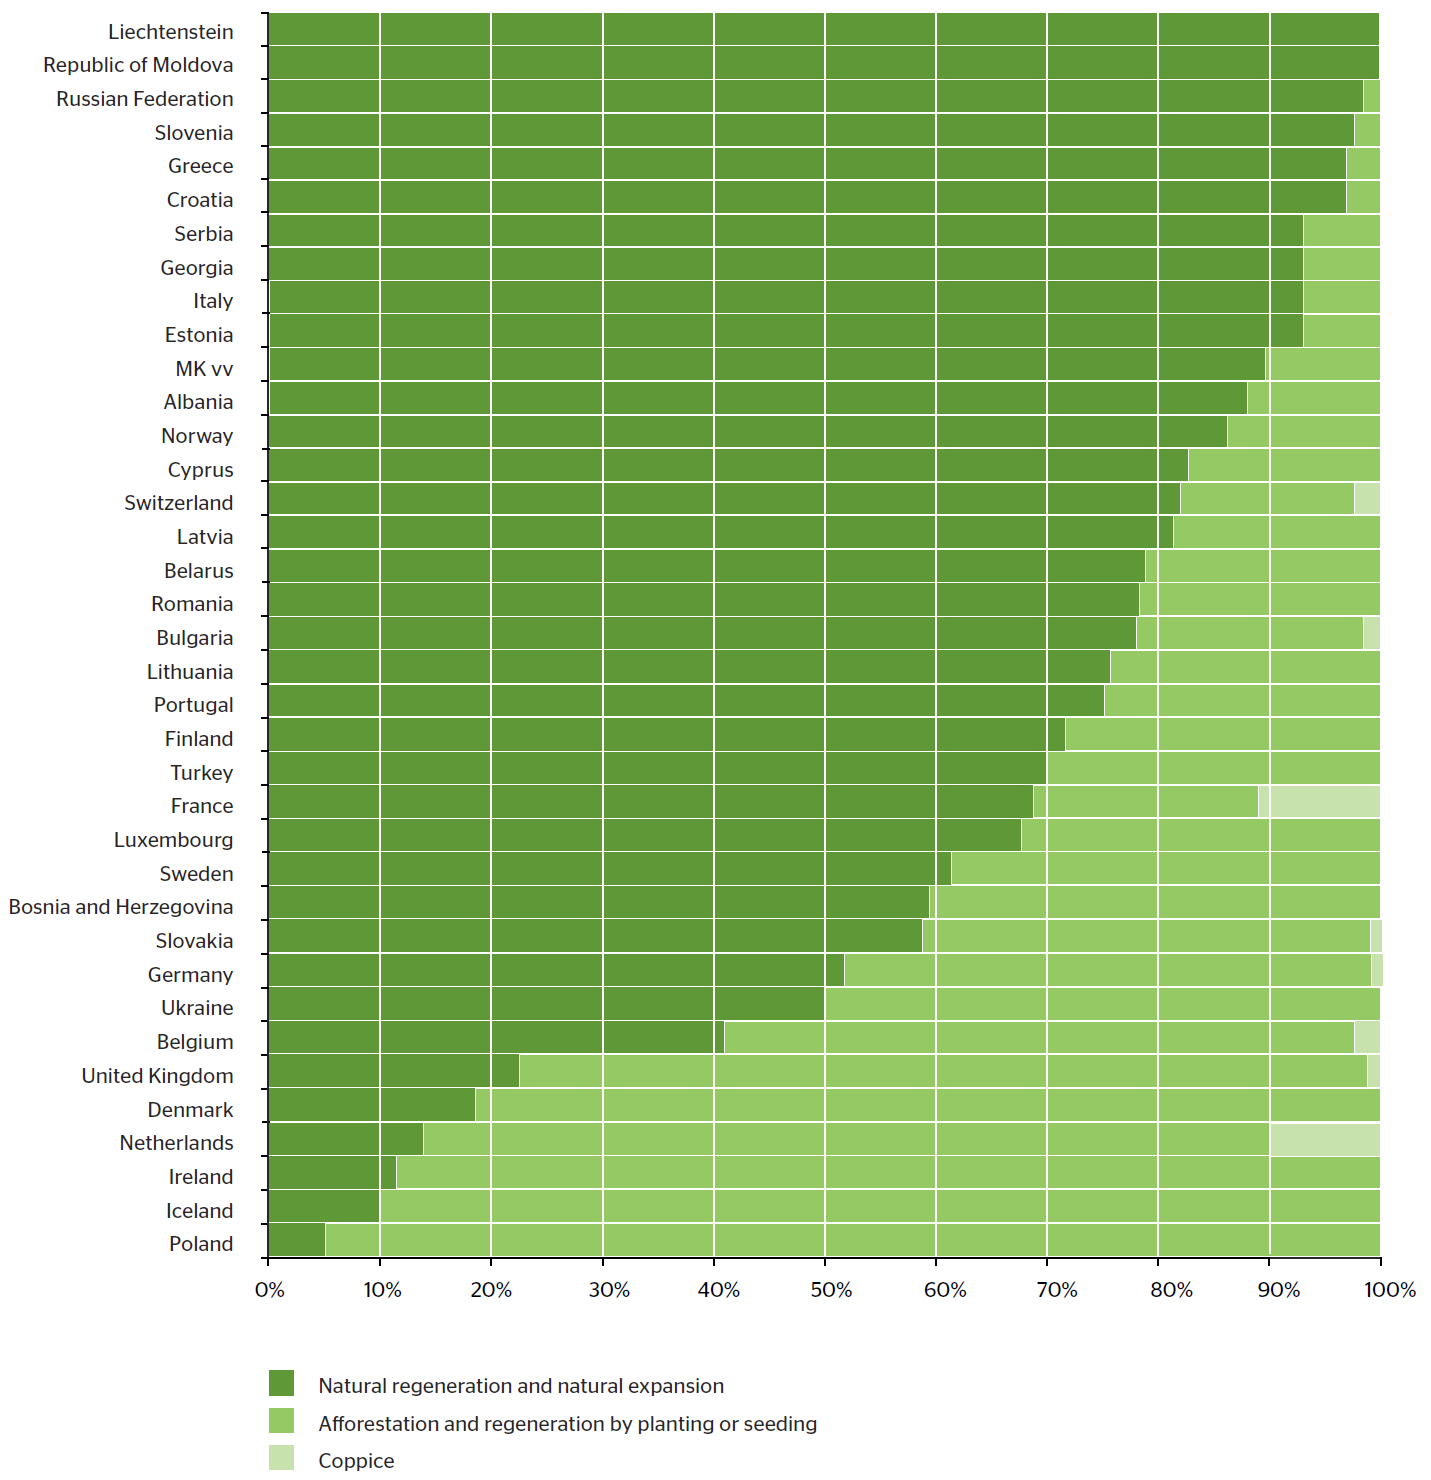 Liechtenstein
Republic of Moldova
Russian Federation
Slovenia
Greece
Croatia
Serbia
Georgia
Italy
Estonia
MK vv
Albania
Norway
Cyprus
Switzerland
Latvia
Belarus
Romania
Bulgaria
Lithuania
Portugal
Finland
Turkey
France
Luxembourg
Sweden
Bosnia and Herzegovina
Slovakia
Germany
Ukraine
Belgium
United Kingdom
Denmark
Netherlands
Ireland
Iceland
Poland
0% 10% 20% 30% 40% 50% 60% 70% 80% 90% 100%
Natural regeneration and natural expansion
Afforestation and regeneration by planting or seeding
Coppice